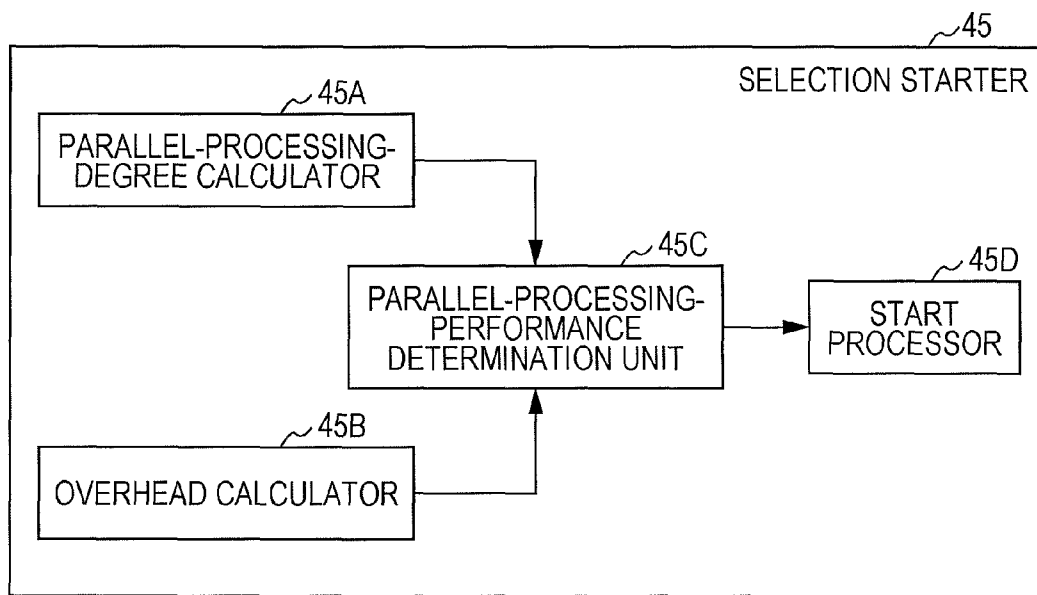 45
SELECTION STARTER
45A
PARALLEL-PROCESSING-
DEGREE CALCULATOR
45C
PARALLEL-PROCESSING-
PERFORMANCE
DETERMINATION UNIT
45D
START
PROCESSOR
45B
OVERHEAD CALCULATOR